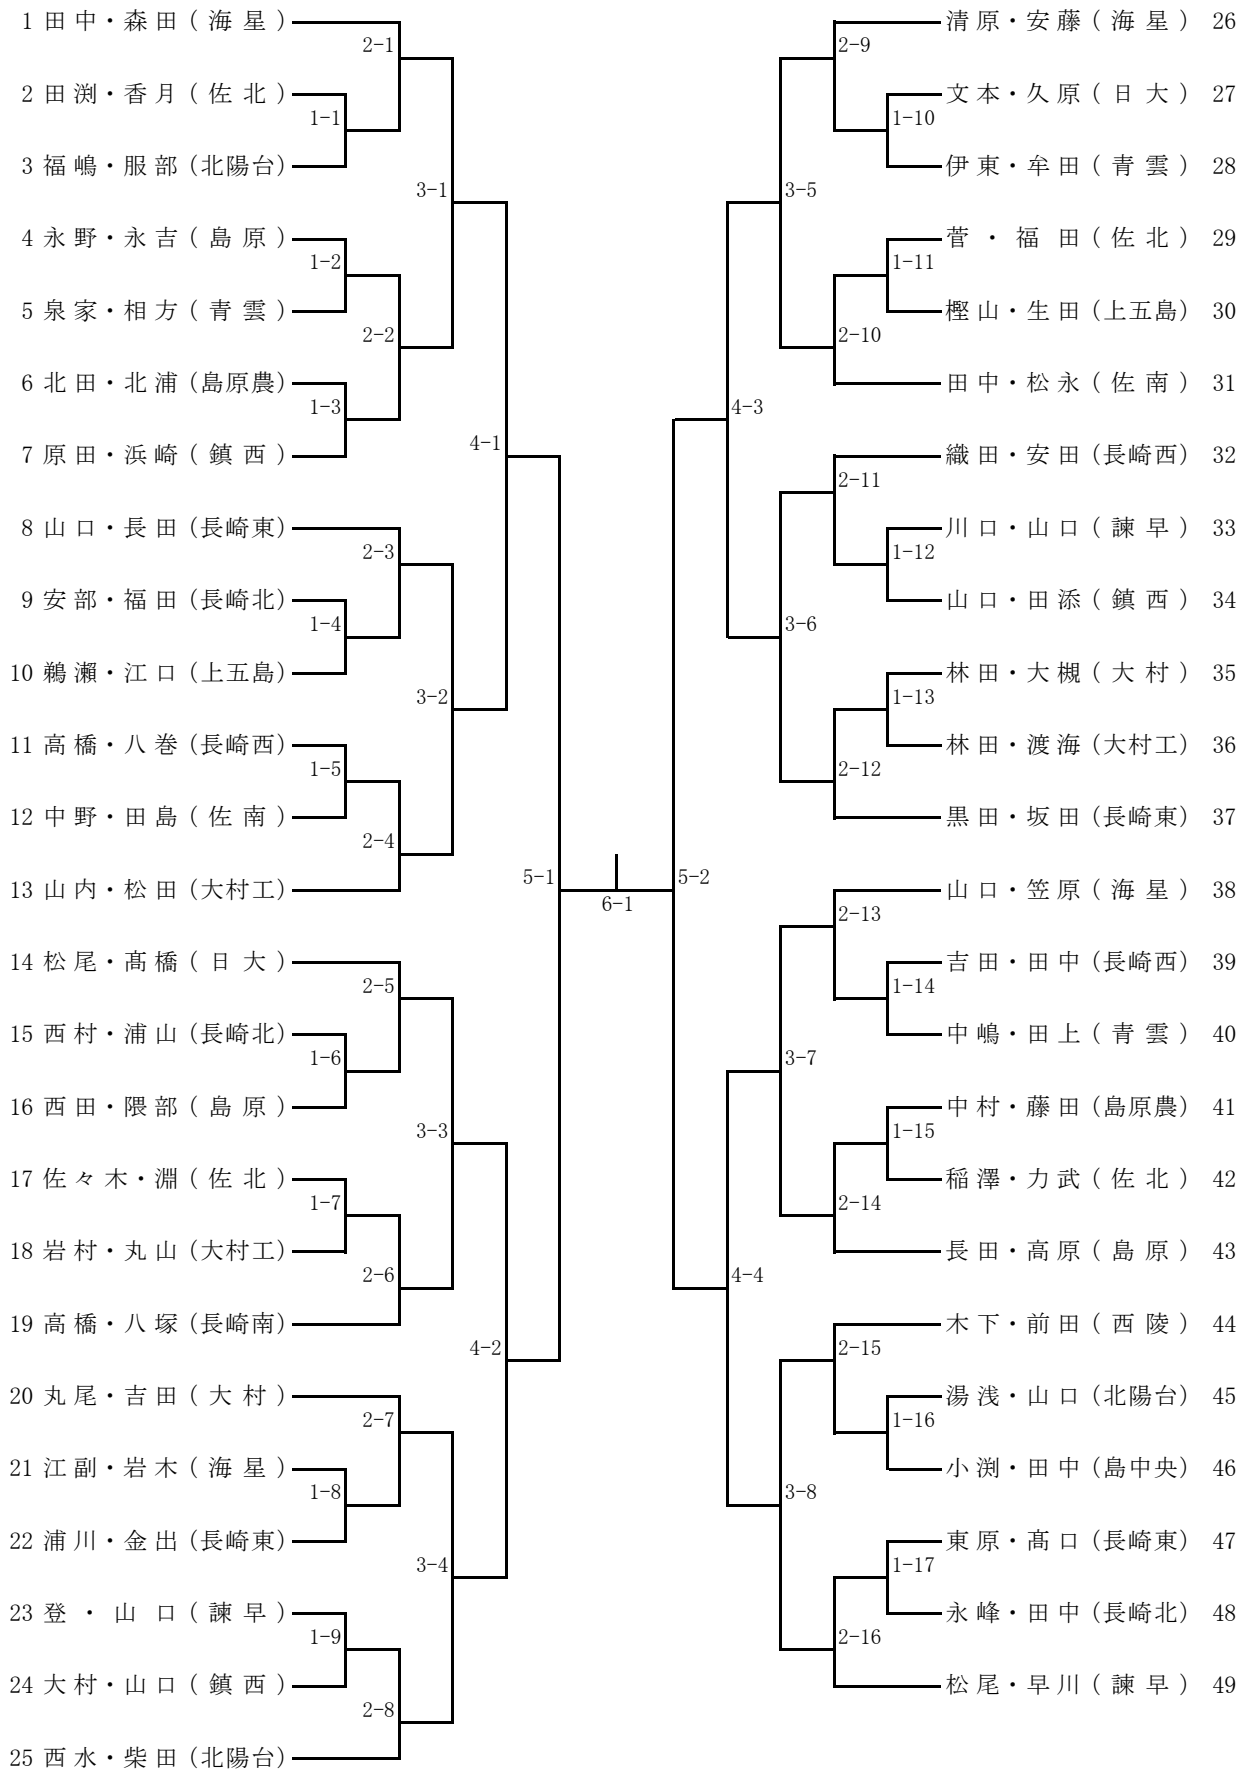 1 田中・森田(海星)
2-1
2 田渕・香月(佐北)
1-1
3 福嶋・服部(北陽台)
3-1
4 永野・永吉(島原)
1-2
5 泉家・相方(青雲)
2-2
6 北田・北浦(島原農)
1-3
7 原田・浜崎(鎮西)
4-1
8 山口・長田(長崎東)
2-3
9 安部・福田(長崎北)
1-4
10 鵜瀬・江口(上五島)
3-2
11 高橋・八巻(長崎西)
1-5
12 中野・田島(佐南)
2-4
13 山内・松田(大村工)
5-1
14 松尾・髙橋(日大)
2-5
15 西村・浦山(長崎北)
1-6
16 西田・隈部(島原)
3-3
17 佐々木・淵(佐北)
1-7
18 岩村・丸山(大村工)
2-6
19 高橋・八塚(長崎南)
4-2
20 丸尾・吉田(大村)
2-7
21 江副・岩木(海星)
1-8
22 浦川・金出(長崎東)
3-4
23 登・山口(諫早)
1-9
24 大村・山口(鎮西)
2-8
25 西水・柴田(北陽台)
6-1
清原・安藤(海星) 26
2-9
文本・久原(日大) 27
1-10
伊東・牟田(青雲) 28
3-5
菅・福田(佐北) 29
1-11
樫山・生田(上五島) 30
2-10
田中・松永(佐南) 31
4-3
織田・安田(長崎西) 32
2-11
川口・山口(諫早) 33
1-12
山口・田添(鎮西) 34
3-6
林田・大槻(大村) 35
1-13
林田・渡海(大村工) 36
2-12
黒田・坂田(長崎東) 37
5-2
山口・笠原(海星) 38
2-13
吉田・田中(長崎西) 39
1-14
中嶋・田上(青雲) 40
3-7
中村・藤田(島原農) 41
1-15
稲澤・力武(佐北) 42
2-14
長田・高原(島原) 43
4-4
木下・前田(西陵) 44
2-15
湯浅・山口(北陽台) 45
1-16
小渕・田中(島中央) 46
3-8
東原・髙口(長崎東) 47
1-17
永峰・田中(長崎北) 48
2-16
松尾・早川(諫早) 49